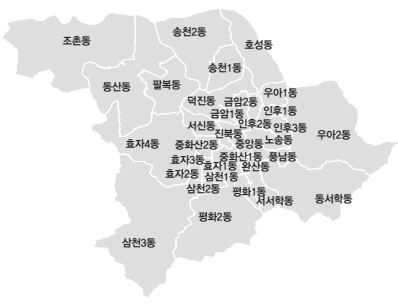 송천2동
조촌동
호성동
송천1동
동산동
팔복동
우아1동
덕진동
금암2동
금암1동
인후1동
서신동
인후2동
인후3동
진북동
우아2동
효자4동
중화산2동
중앙동
노송동
효자3동
중화산1동
풍남동
효자1동
완산동
효자2동
삼천1동
삼천2동
평화1동
서서학동
동서학동
평화2동
삼천3동